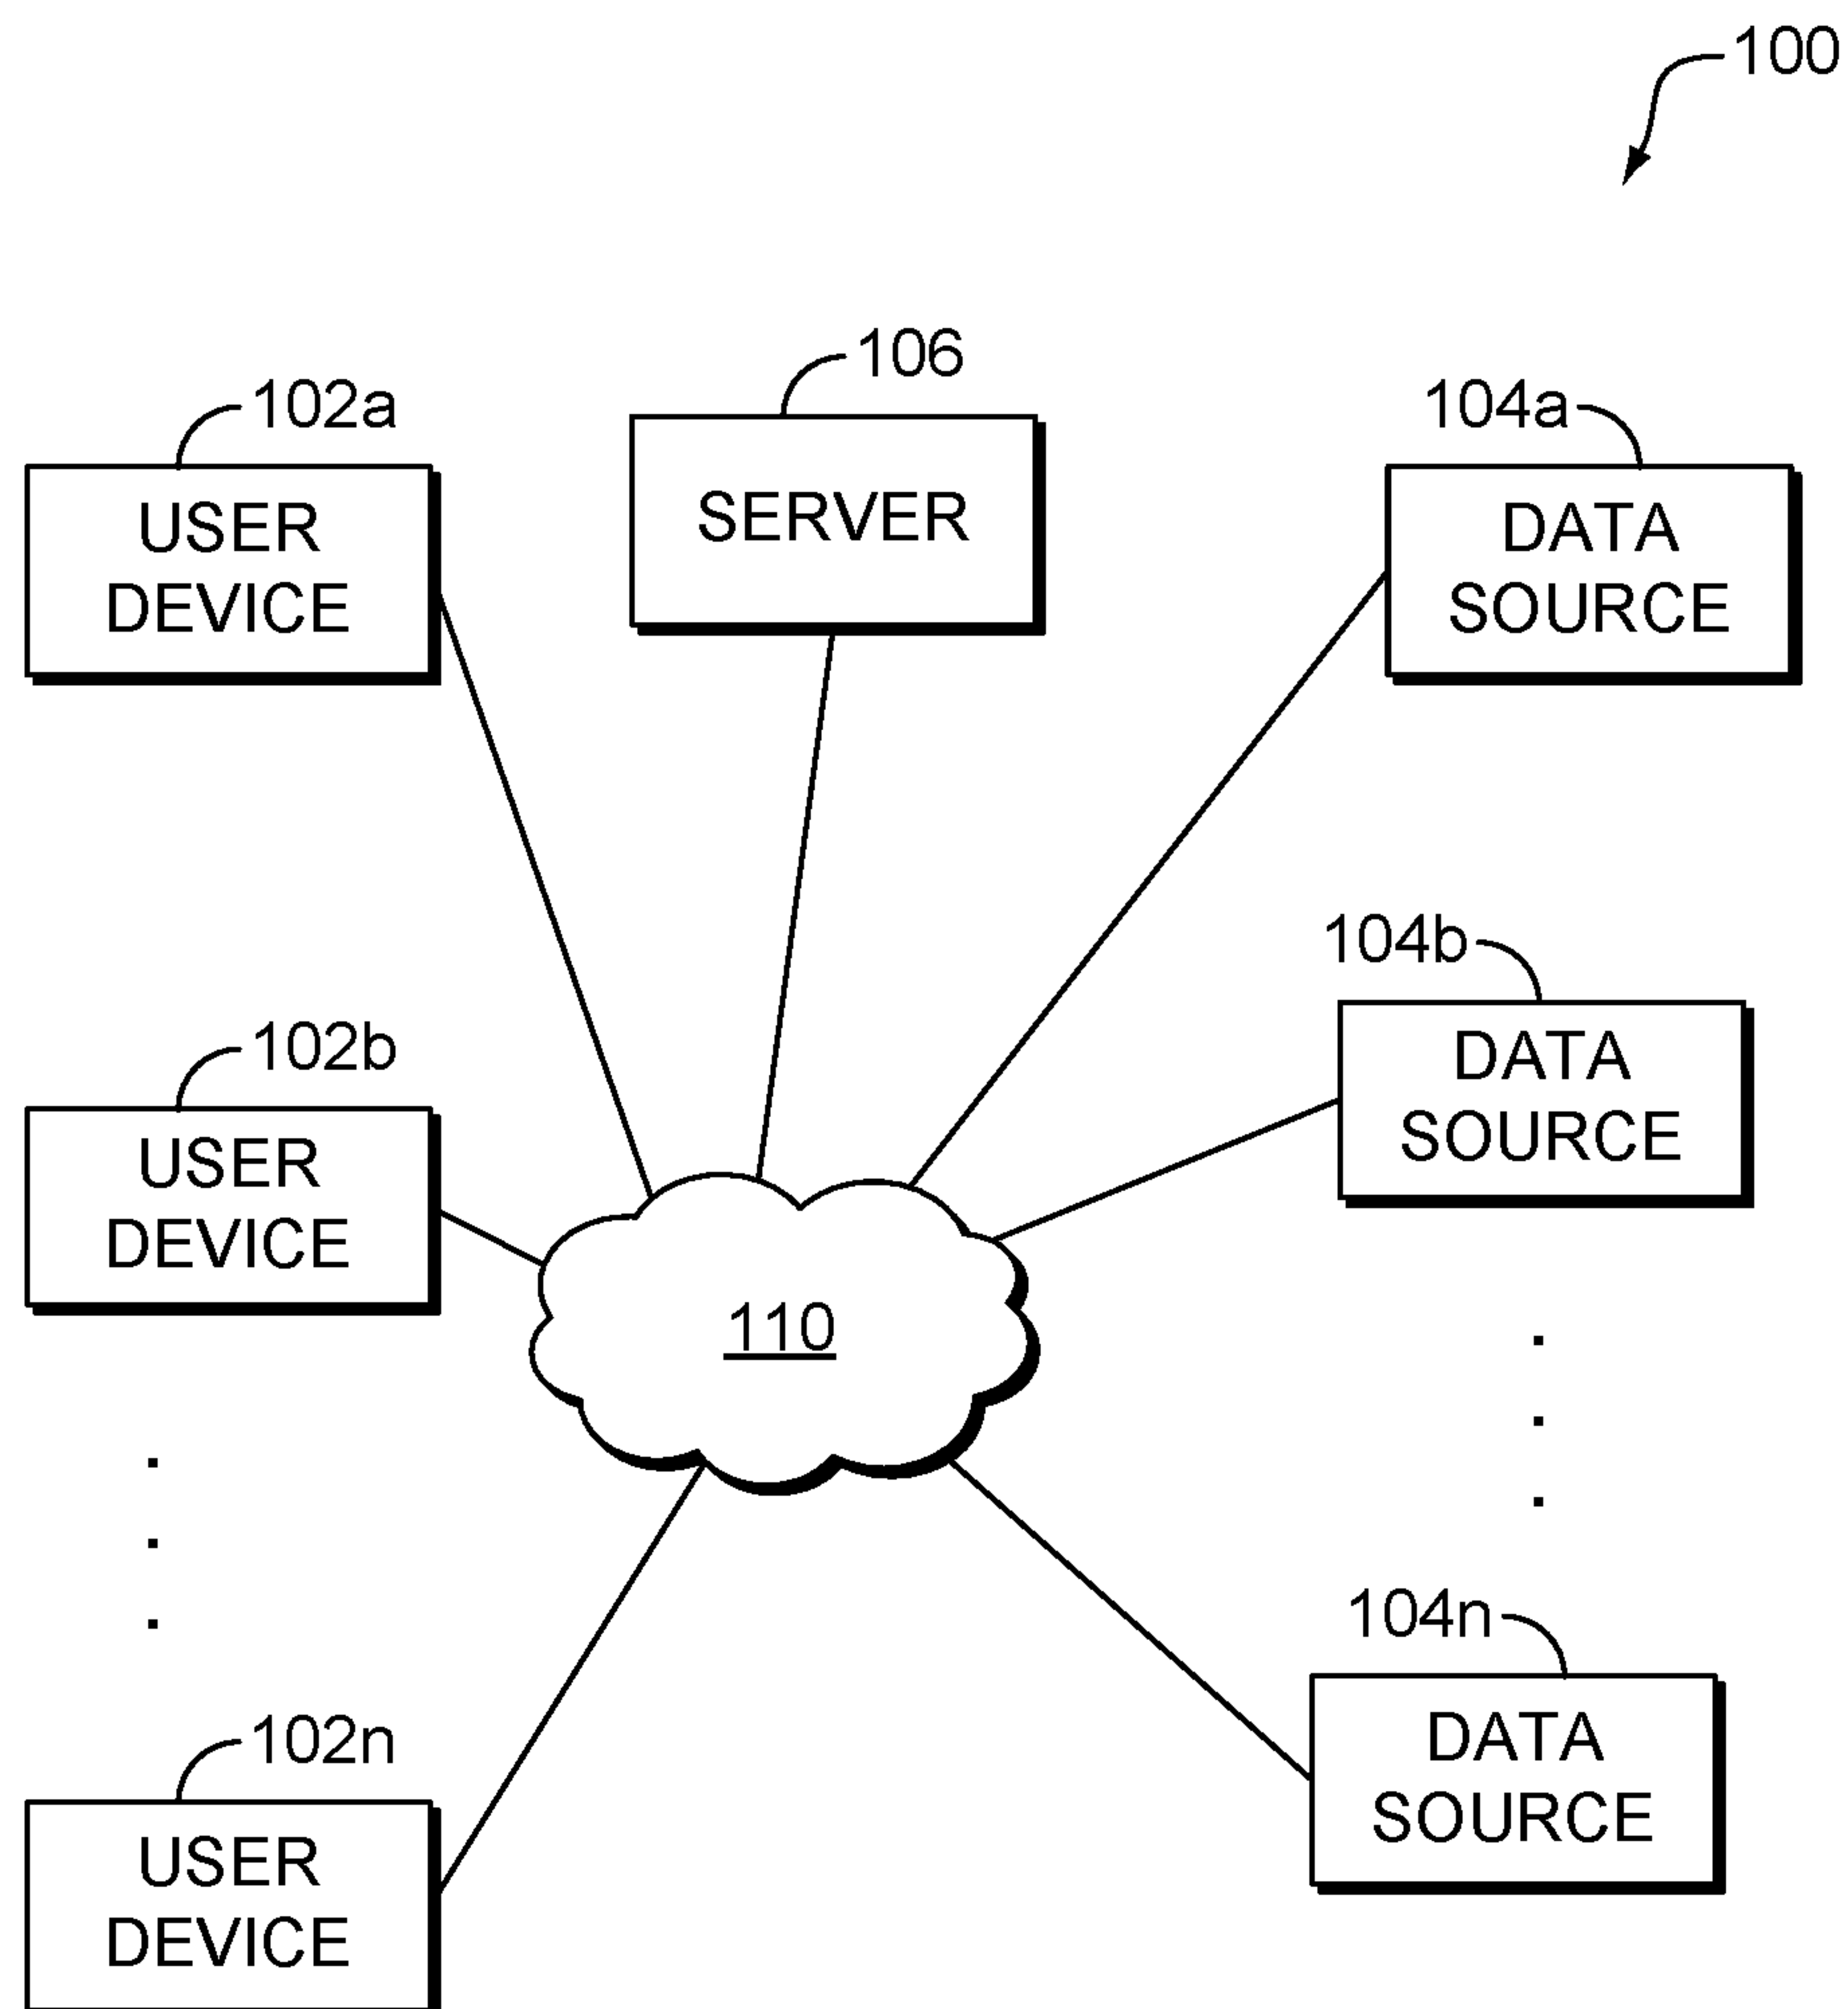 100
106
102a
104a
SERVER
USER
DEVICE
DATA
SOURCE
104b
102b
DATA
SOURCE
USER
DEVICE
110
104n
102n
DATA
SOURCE
USER
DEVICE